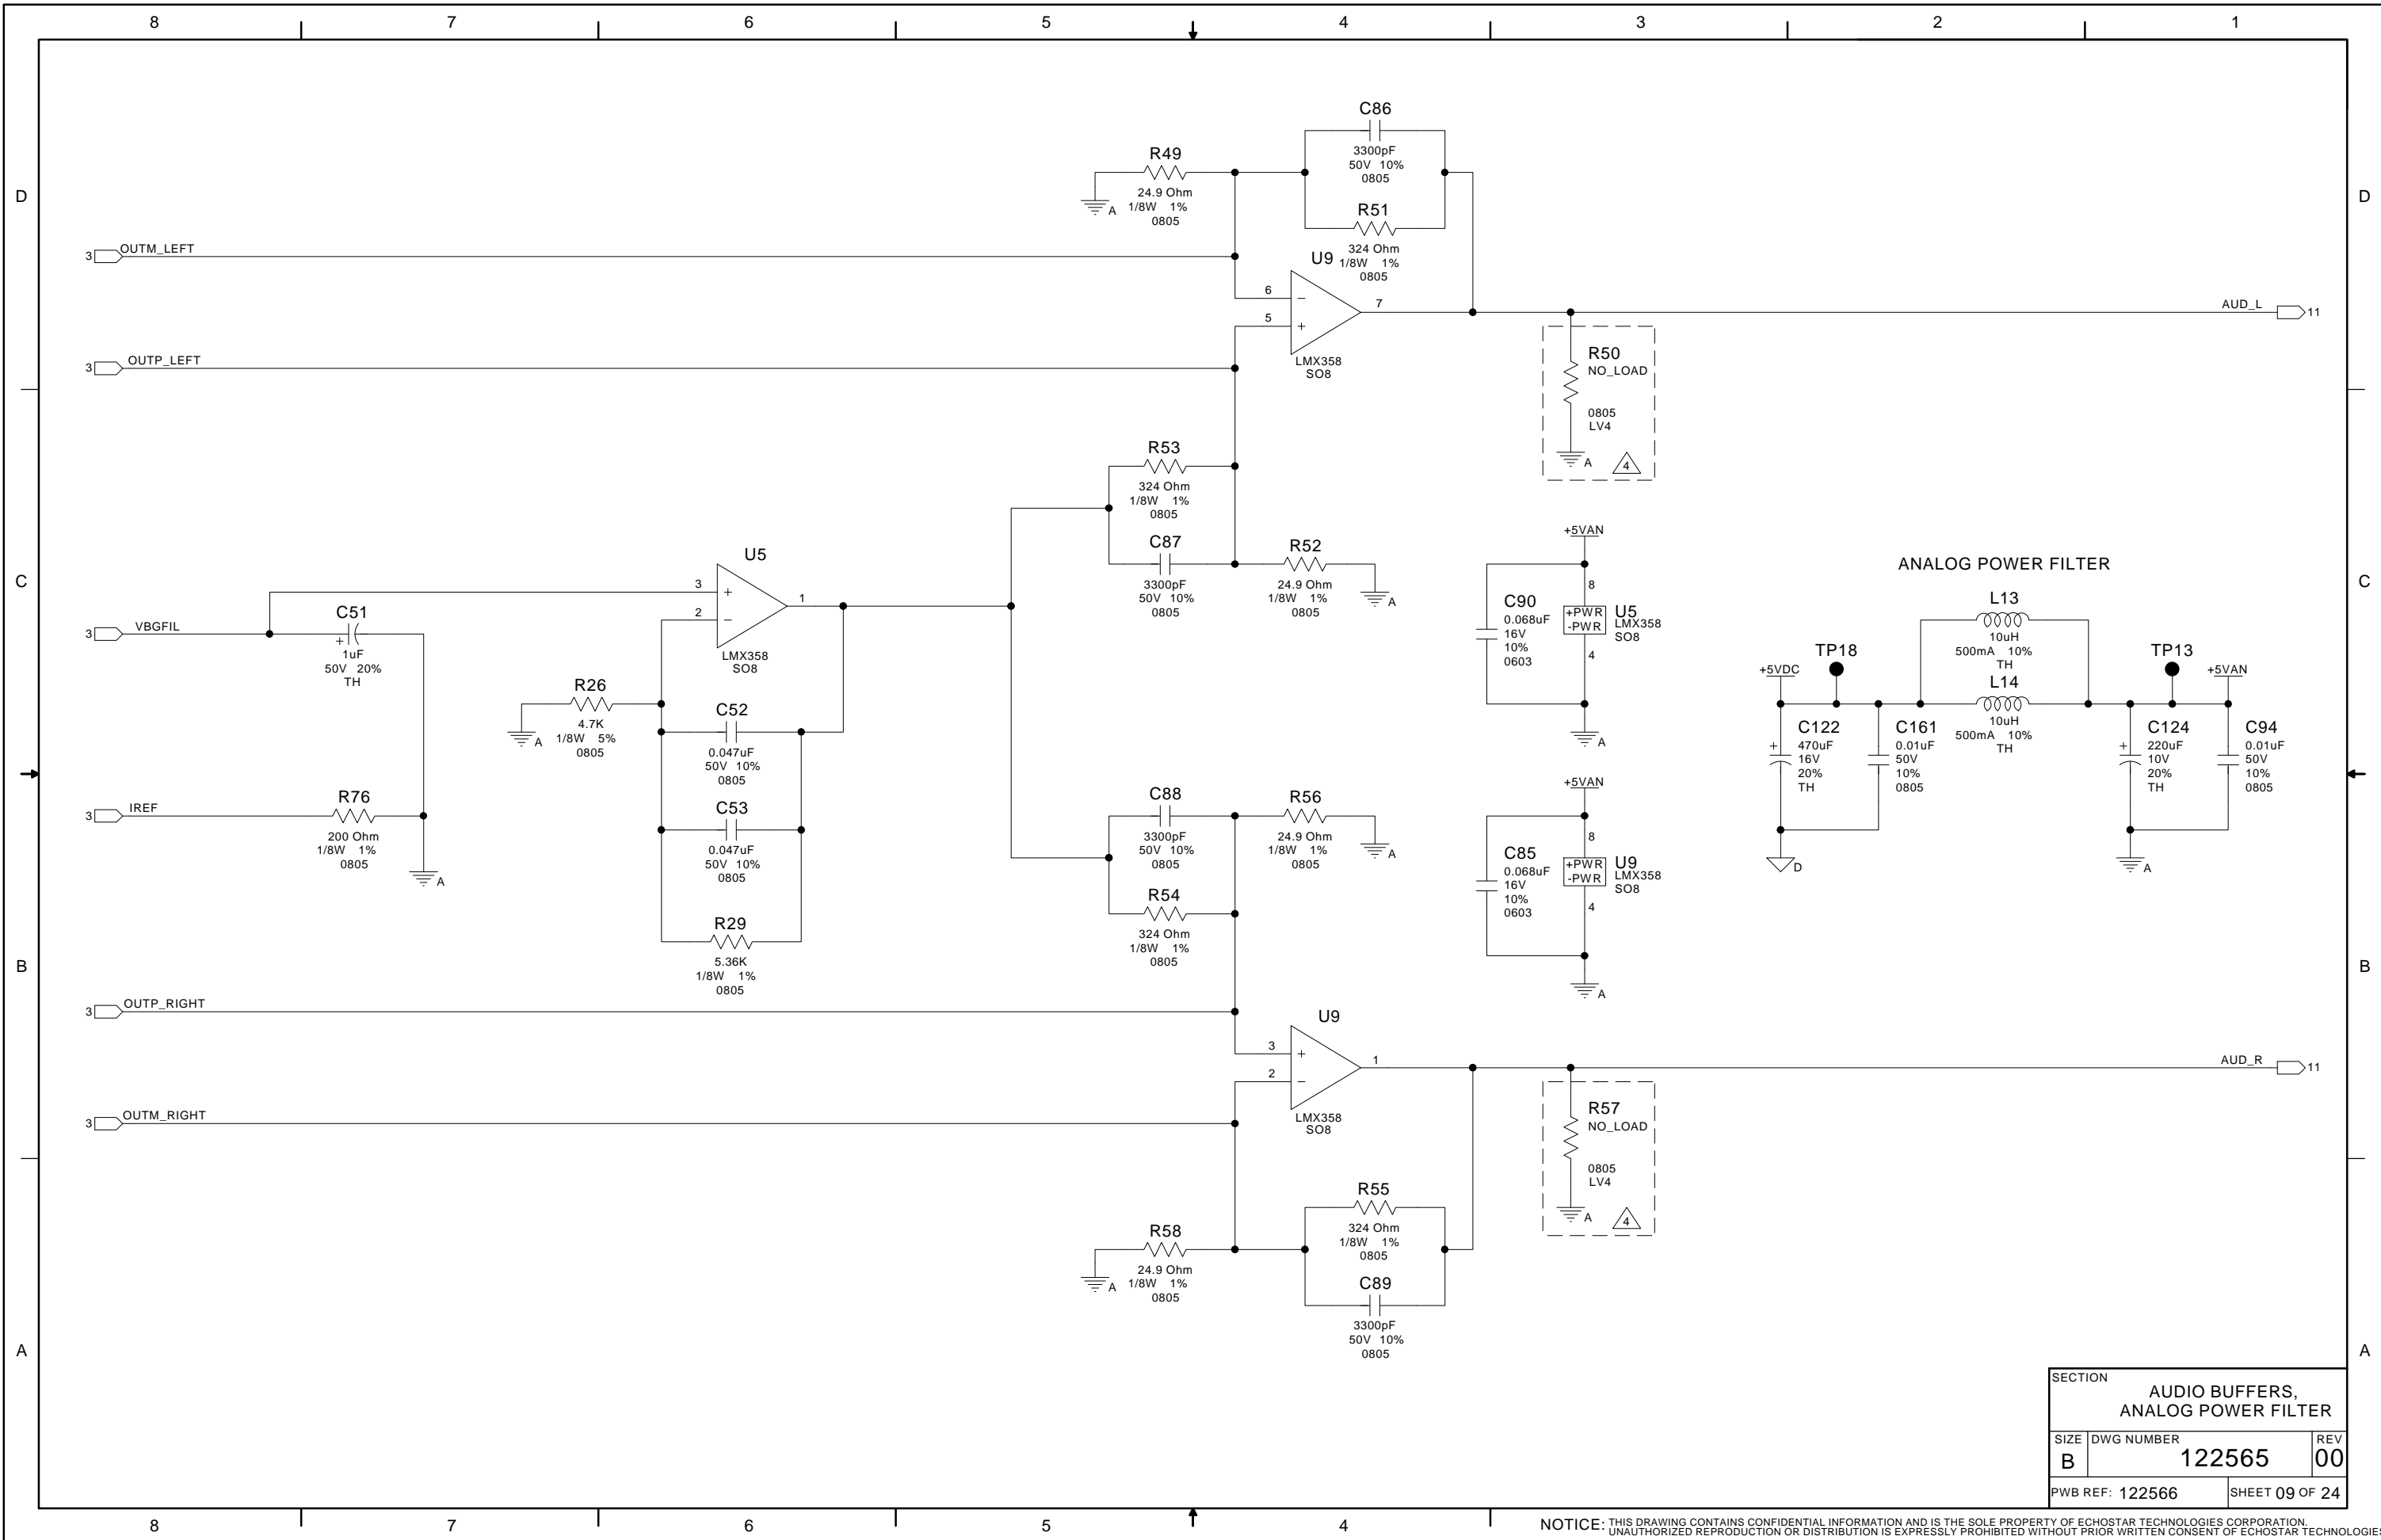 8 7 6 5 4 3 2 1
C86
3300pF
50V 10%
0805
R49
24.9 Ohm
1/8W 1%
0805
A
D
D
R51
324 Ohm
1/8W 1%
0805
3 OUTM_LEFT
U9
6 −
5 +
7
LMX358
SO8
AUD_L 11
3 OUTP_LEFT
R50
NO_LOAD
0805
LV4
A
4
R53
324 Ohm
1/8W 1%
0805
C87
3300pF
50V 10%
0805
R52
24.9 Ohm
1/8W 1%
0805
A
U5
3 +
2 −
1
LMX358
SO8
C
C
3 VBGFIL
C51
+
1uF
50V 20%
TH
R26
4.7K
1/8W 5%
0805
A
C52
0.047uF
50V 10%
0805
C53
0.047uF
50V 10%
0805
R29
5.36K
1/8W 1%
0805
3 IREF
R76
200 Ohm
1/8W 1%
0805
A
+5VAN
8
C90
0.068uF
16V
10%
0603
+PWR
-PWR
U5
LMX358
SO8
4
A
ANALOG POWER FILTER
L13
10uH
500mA 10%
TH
L14
10uH
500mA 10%
TH
+5VDC
TP18
TP13
+5VAN
+
C122
470uF
16V
20%
TH
C161
0.01uF
50V
10%
0805
+
C124
220uF
10V
20%
TH
C94
0.01uF
50V
10%
0805
D
A
C88
3300pF
50V 10%
0805
R56
24.9 Ohm
1/8W 1%
0805
A
R54
324 Ohm
1/8W 1%
0805
+5VAN
8
C85
0.068uF
16V
10%
0603
+PWR
-PWR
U9
LMX358
SO8
4
A
B
B
3 OUTP_RIGHT
U9
3 +
2 −
1
LMX358
SO8
AUD_R 11
3 OUTM_RIGHT
R57
NO_LOAD
0805
LV4
A
4
R55
324 Ohm
1/8W 1%
0805
R58
24.9 Ohm
1/8W 1%
0805
A
C89
3300pF
50V 10%
0805
A
A
SECTION
AUDIO BUFFERS,
ANALOG POWER FILTER
SIZE DWG NUMBER REV
B 122565 00
PWB REF: 122566 SHEET 09 OF 24
8 7 6 5 4
NOTICE: THIS DRAWING CONTAINS CONFIDENTIAL INFORMATION AND IS THE SOLE PROPERTY OF ECHOSTAR TECHNOLOGIES CORPORATION.
UNAUTHORIZED REPRODUCTION OR DISTRIBUTION IS EXPRESSLY PROHIBITED WITHOUT PRIOR WRITTEN CONSENT OF ECHOSTAR TECHNOLOGIES